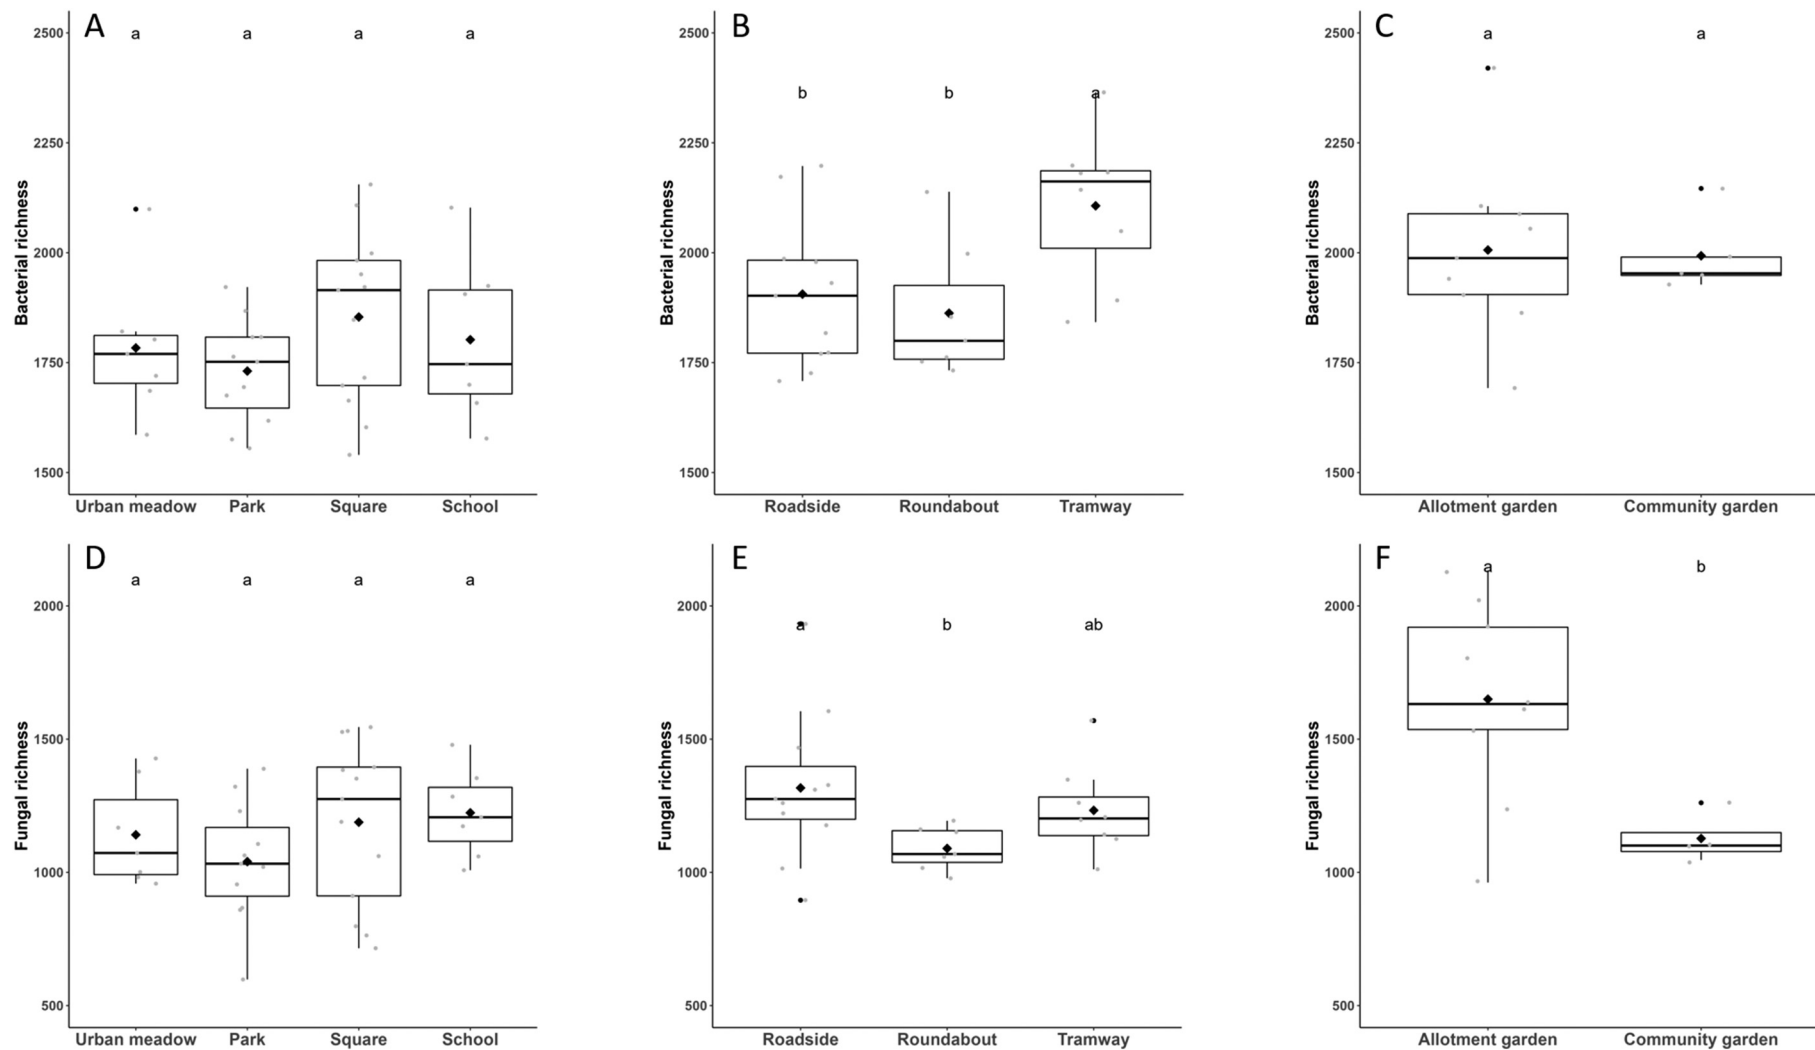 A
a a a a
2500
2250
2000
1750
1500
Bacterial richness
Urban meadow Park Square School
B
b b a
2500
2250
2000
1750
1500
Bacterial richness
Roadside Roundabout Tramway
C
a a
2500
2250
2000
1750
1500
Bacterial richness
Allotment garden Community garden
D
a a a a
2000
1500
1000
500
Fungal richness
Urban meadow Park Square School
E
a b ab
2000
1500
1000
500
Fungal richness
Roadside Roundabout Tramway
F
a b
2000
1500
1000
500
Fungal richness
Allotment garden Community garden